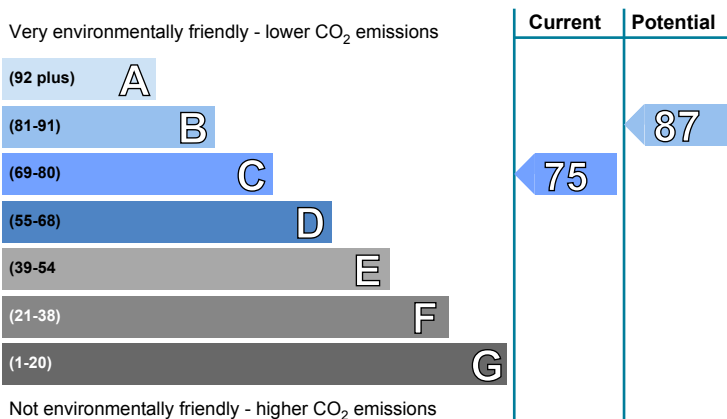 Current Potential
Very environmentally friendly - lower CO2 emissions
(92 plus) A
(81-91) B 87
(69-80) C 75
(55-68) D
(39-54 E
(21-38) F
(1-20) G
Not environmentally friendly - higher CO2 emissions